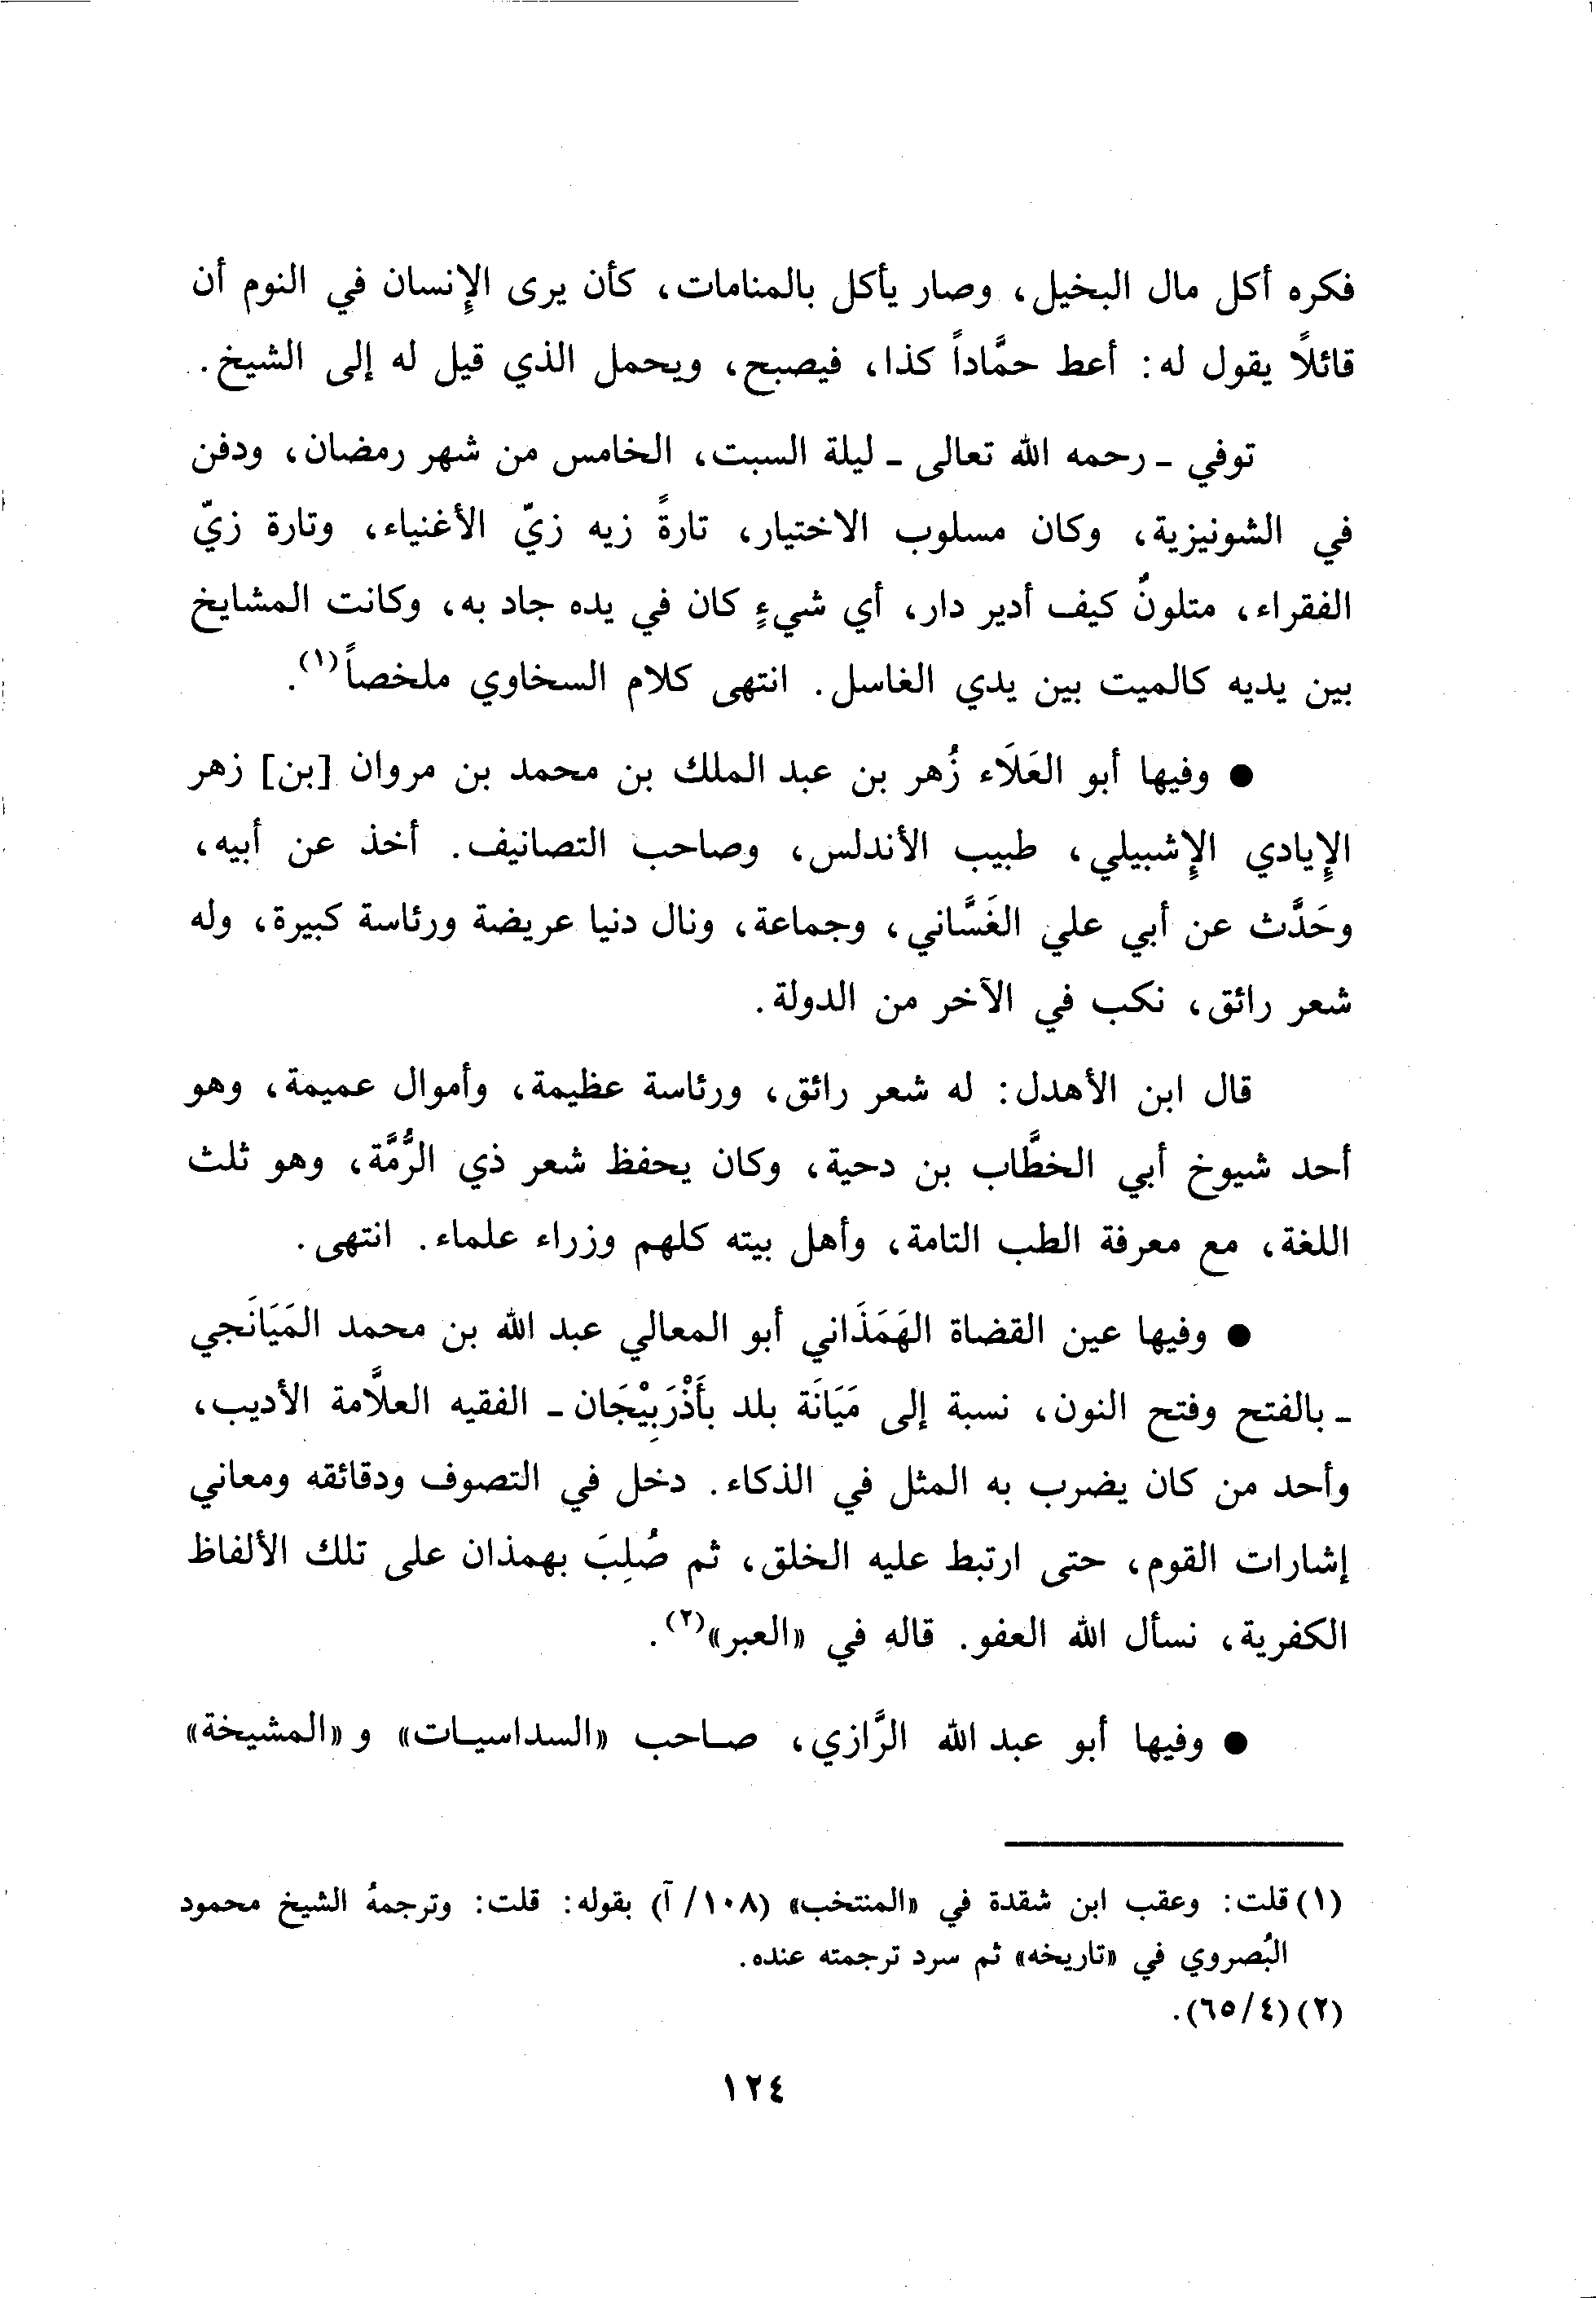 فكره أكل مال البخيل، وصار يأكل بالمنامات، كأن يرى الإنسان في النوم أن
قائلًا يقول له: أعط حمَّاداً كذا، فيصبح، ويحمل الذي قيل له إلى الشيخ.
توفي - رحمه الله تعالى - ليلة السبت، الخامس من شهر رمضان، ودفن
في الشونيزية، وكان مسلوب الاختيار، تارةً زيه زيّ الأغنياء، وتارة زيّ
الفقراء، متلونٌ كيف أدير دار، أي شيءٍ كان في يده جاد به، وكانت المشايخ
بين يديه كالميت بين يدي الغاسل. انتهى كلام السخاوي ملخصاً(١).
● وفيها أبو العَلَاء زُهر بن عبد الملك بن محمد بن مروان [بن] زهر
الإيادي الإشبيلي، طبيب الأندلس، وصاحب التصانيف. أخذ عن أبيه،
وحَدَّث عن أبي علي الغَسَّاني، وجماعة، ونال دنيا عريضة ورئاسة كبيرة، وله
شعر رائق، نكب في الآخر من الدولة.
قال ابن الأهدل: له شعر رائق، ورئاسة عظيمة، وأموال عميمة، وهو
أحد شيوخ أبي الخطَّاب بن دحية، وكان يحفظ شعر ذي الرُّمَّة، وهو ثلث
اللغة، مع معرفة الطب التامة، وأهل بيته كلهم وزراء علماء. انتهى.
● وفيها عين القضاة الهَمَذَاني أبو المعالي عبد الله بن محمد المَيَانَجي
- بالفتح وفتح النون، نسبة إلى مَيَانَة بلد بأَذْرَبِيْجَان - الفقيه العلَّامة الأديب،
وأحد من كان يضرب به المثل في الذكاء. دخل في التصوف ودقائقه ومعاني
إشارات القوم، حتى ارتبط عليه الخلق، ثم صُلِبَ بهمذان على تلك الألفاظ
الكفرية، نسأل الله العفو. قاله في «العبر»(٢).
● وفيها أبو عبد الله الرَّازي، صاحب «السداسيات» و«المشيخة»
(١) قلت: وعقب ابن شقدة في «المنتخب» (١٠٨/ آ) بقوله: قلت: وترجمهُ الشيخ محمود
البُصروي في «تاريخه» ثم سرد ترجمته عنده.
(٢) (٤/ ٦٥).
١٢٤